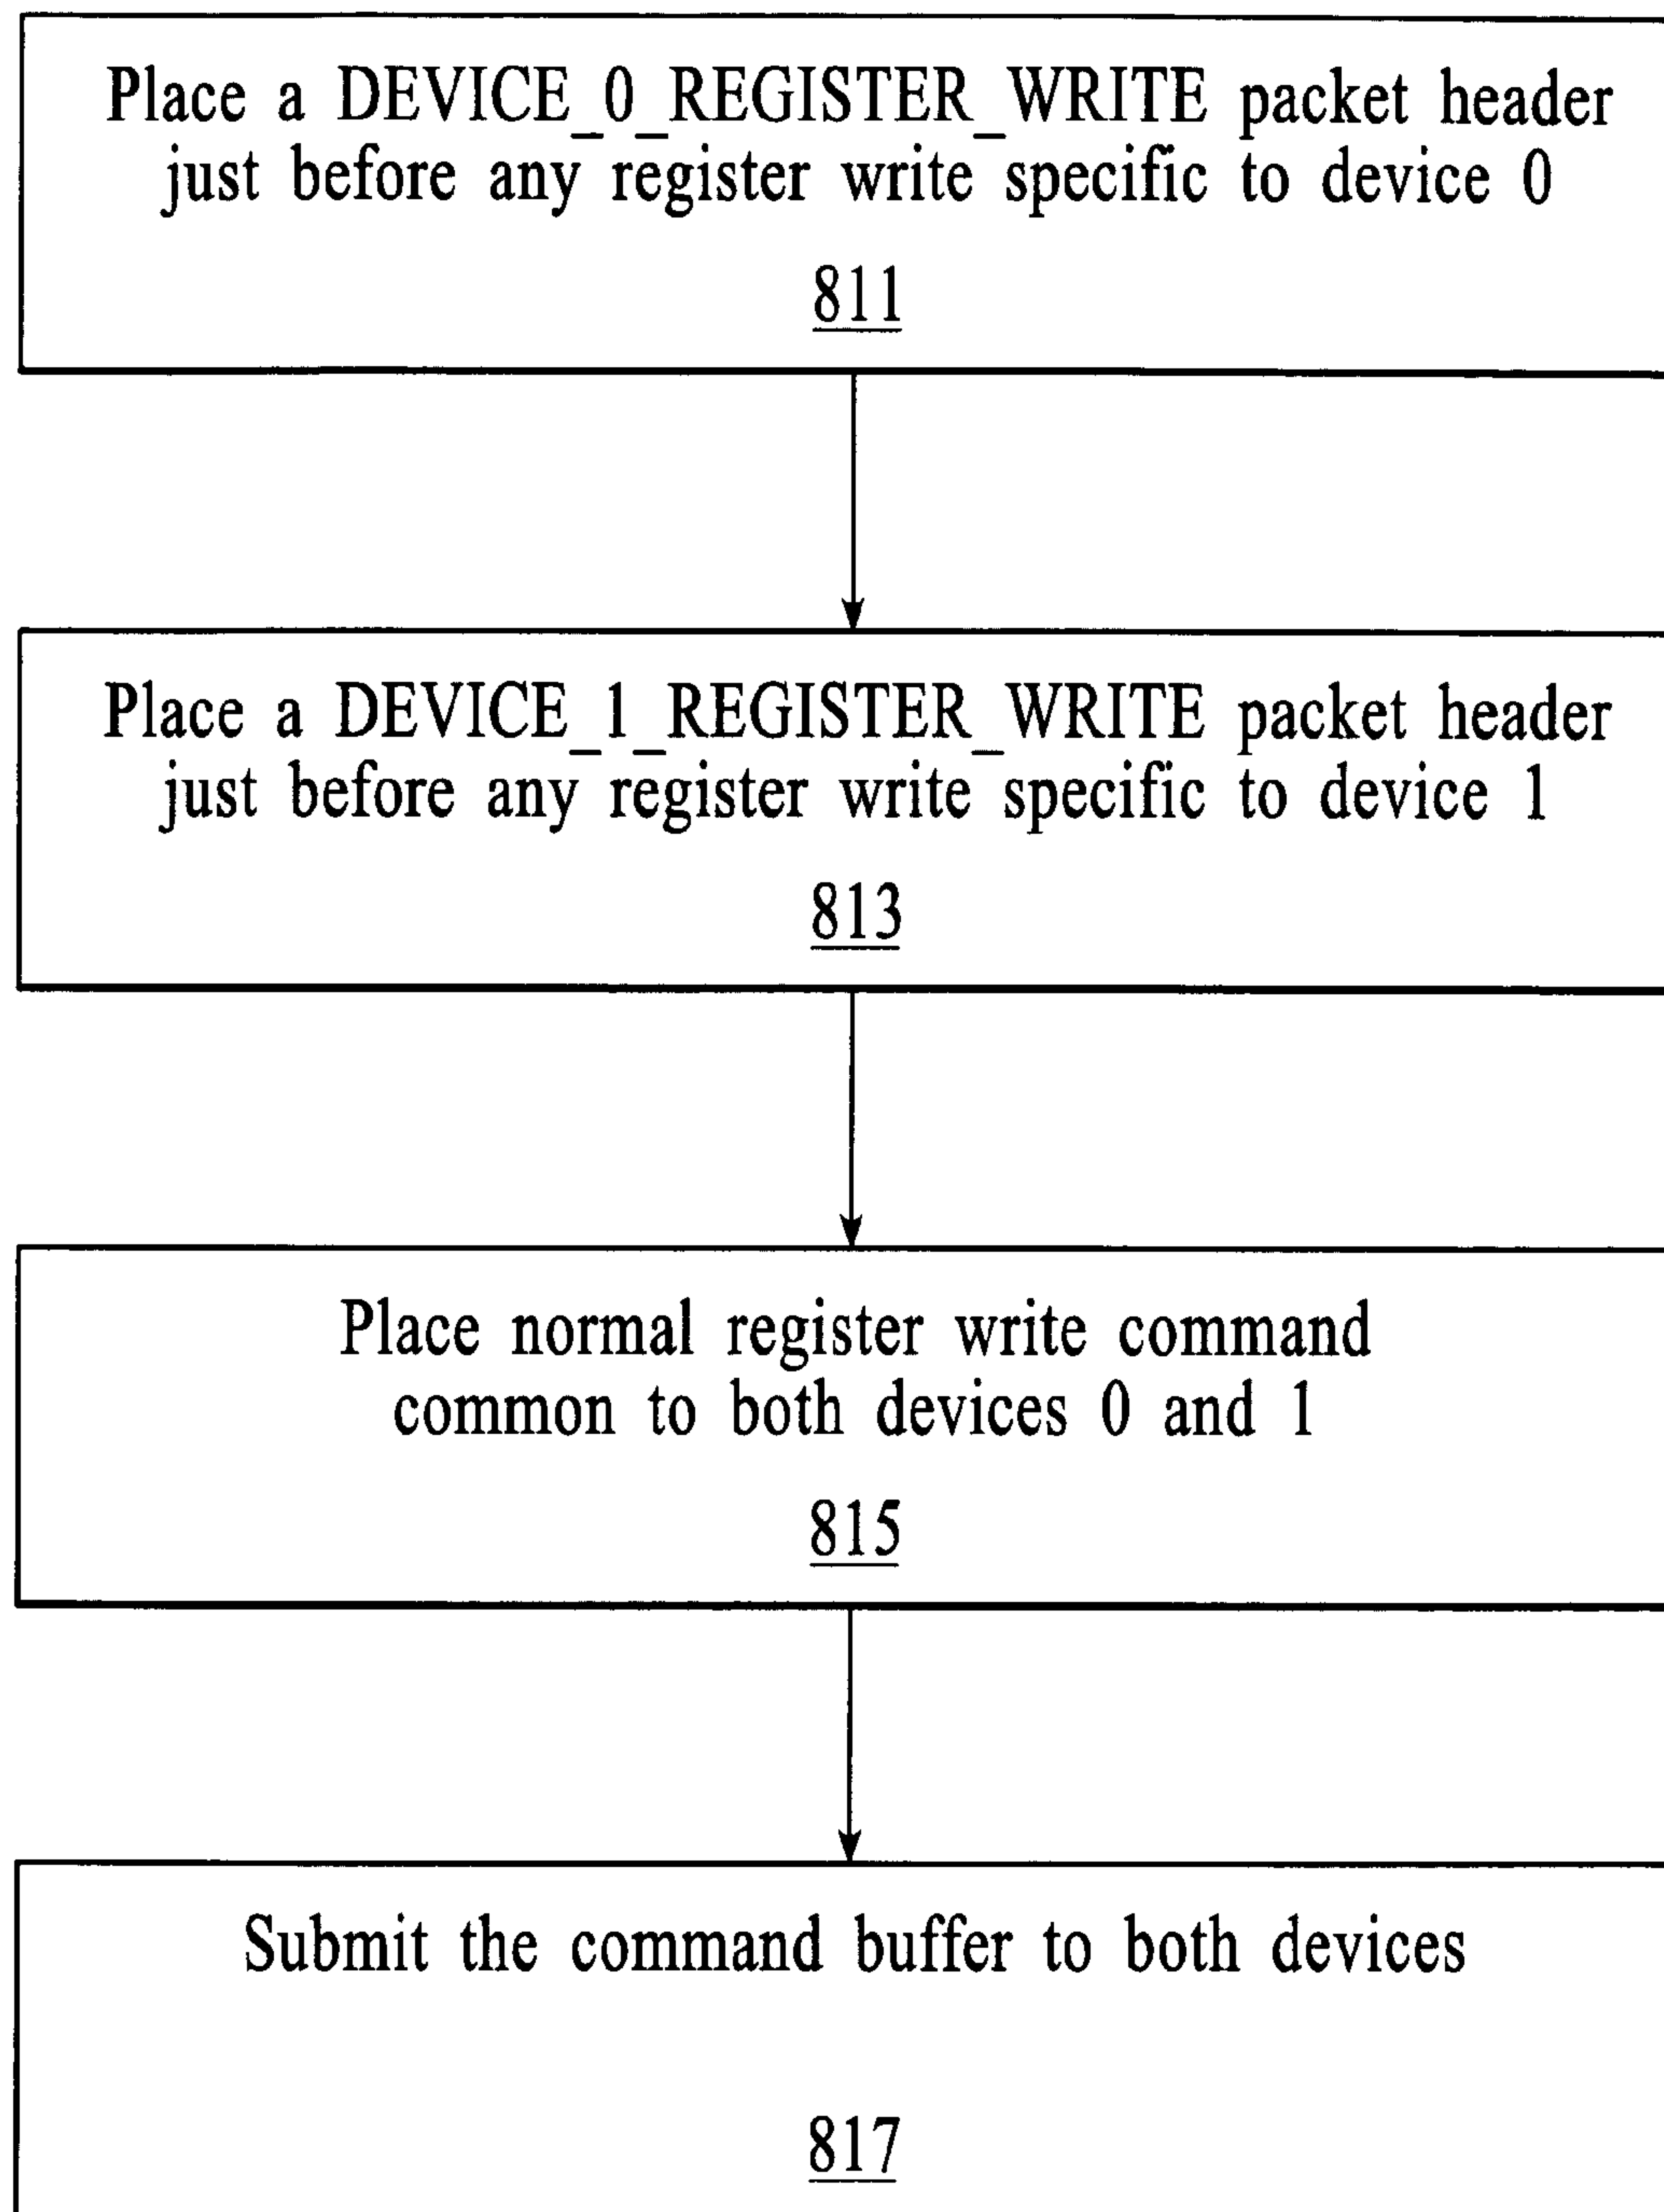 Place a DEVICE_0_REGISTER_WRITE packet header
just before any register write specific to device 0
811
Place a DEVICE_1_REGISTER_WRITE packet header
just before any register write specific to device 1
813
Place normal register write command
common to both devices 0 and 1
815
Submit the command buffer to both devices
817